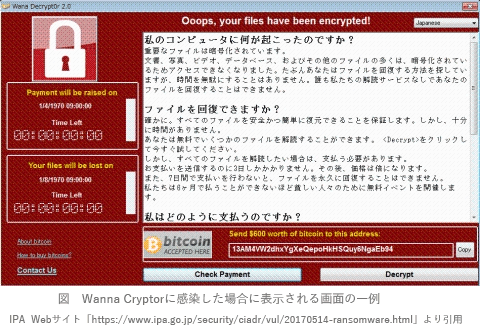 Wana Decrypt0r 2.0
Ooops, your files have been encrypted!
Japanese
私のコンピュータに何が起こったのですか？
重要なファイルは暗号化されています。
文書、写真、ビデオ、データベース、およびその他のファイルの多くは、暗号化されてい
るためアクセスできなくなりました。たぶんあなたはファイルを回復する方法を探してい
ますが、時間を無駄にすることはありません。誰も私たちの解読サービスなしであなたの
ファイルを回復することはできません。
ファイルを回復できますか？
確かに。すべてのファイルを安全かつ簡単に復元できることを保証します。しかし、十分
に時間がありません。
あなたは無料でいくつかのファイルを解読することができます。 <Decrypt>をクリックし
て今すぐ試してください。
しかし、すべてのファイルを解読したい場合は、支払う必要があります。
お支払いを送信するのに3日しかかかりません。その後、価格は倍になります。
また、7日間で支払いを行わないと、ファイルを永久に回復することはできません。
私たちは6ヶ月で払うことができないほど貧しい人々のために無料イベントを開催しま
す。
私はどのように支払うのですか？
Payment will be raised on
1/4/1970 09:00:00
Time Left
00:00:00:00
Your files will be lost on
1/8/1970 09:00:00
Time Left
00:00:00:00
About bitcoin
How to buy bitcoins?
Contact Us
bitcoin
ACCEPTED HERE
Send $600 worth of bitcoin to this address:
13AM4VW2dhxYgXeQepoHkHSQuy6NgaEb94
Copy
Check Payment
Decrypt
図　Wanna Cryptorに感染した場合に表示される画面の一例
IPA Webサイト「https://www.ipa.go.jp/security/ciadr/vul/20170514-ransomware.html」より引用